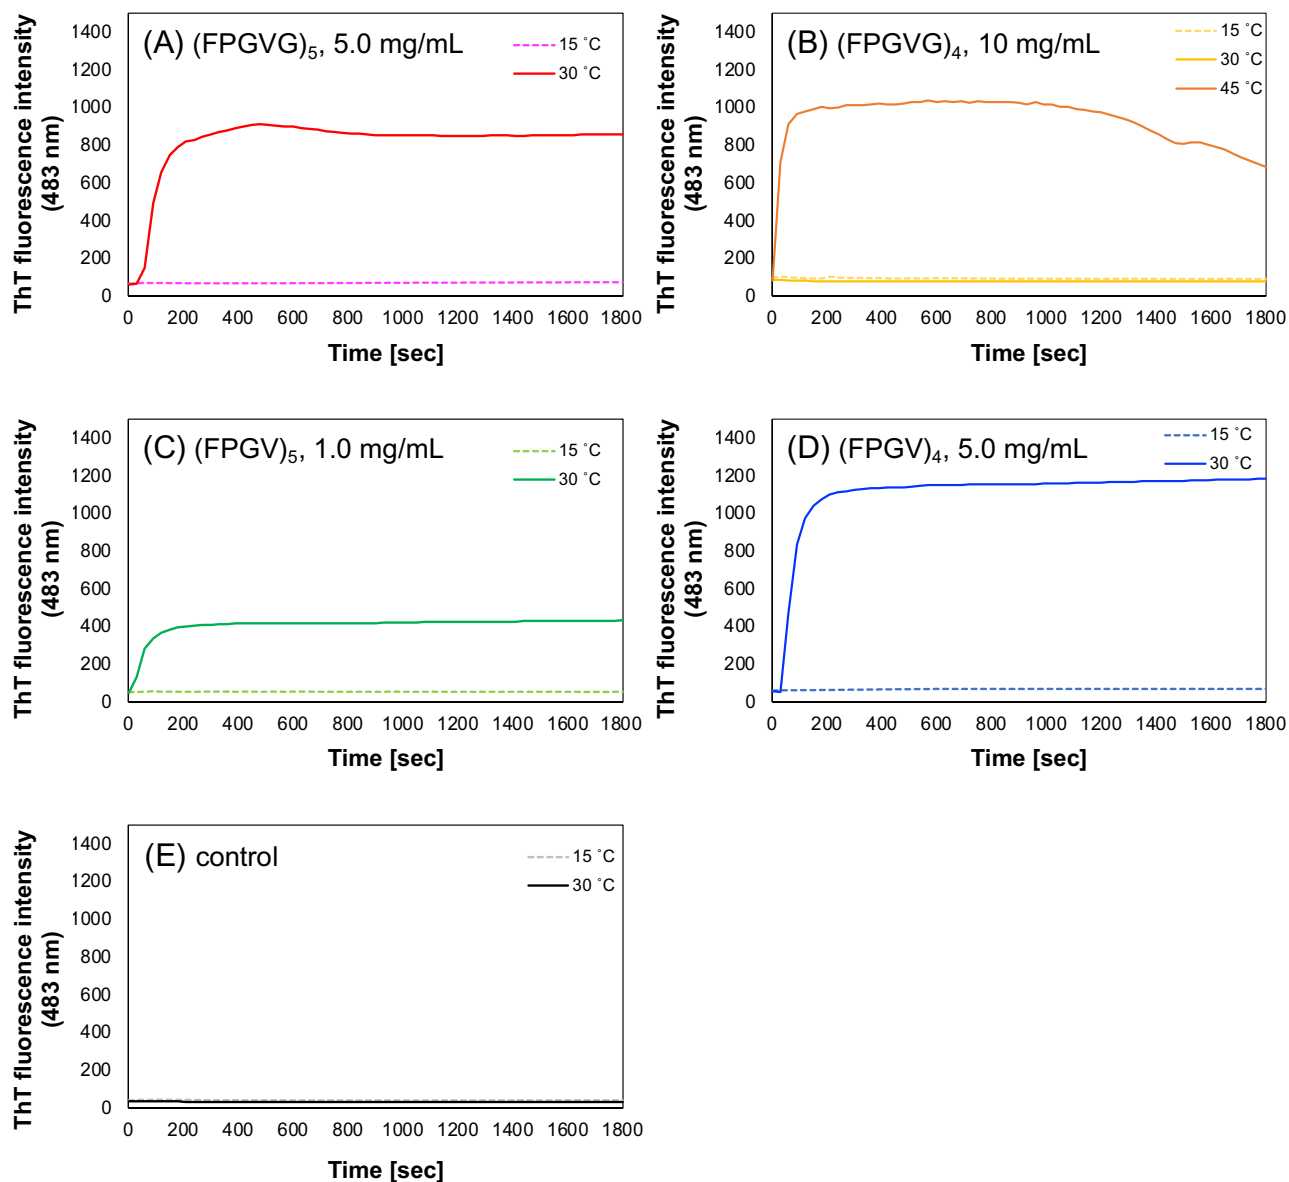 (A) (FPGVG)5, 5.0 mg/mL
15 ˚C
30 ˚C
ThT fluorescence intensity
(483 nm)
1400
1200
1000
800
600
400
200
0
0 200 400 600 800 1000 1200 1400 1600 1800
Time [sec]
(B) (FPGVG)4, 10 mg/mL
15 ˚C
30 ˚C
45 ˚C
ThT fluorescence intensity
(483 nm)
1400
1200
1000
800
600
400
200
0
0 200 400 600 800 1000 1200 1400 1600 1800
Time [sec]
(C) (FPGV)5, 1.0 mg/mL
15 ˚C
30 ˚C
ThT fluorescence intensity
(483 nm)
1400
1200
1000
800
600
400
200
0
0 200 400 600 800 1000 1200 1400 1600 1800
Time [sec]
(D) (FPGV)4, 5.0 mg/mL
15 ˚C
30 ˚C
ThT fluorescence intensity
(483 nm)
1400
1200
1000
800
600
400
200
0
0 200 400 600 800 1000 1200 1400 1600 1800
Time [sec]
(E) control
15 ˚C
30 ˚C
ThT fluorescence intensity
(483 nm)
1400
1200
1000
800
600
400
200
0
0 200 400 600 800 1000 1200 1400 1600 1800
Time [sec]